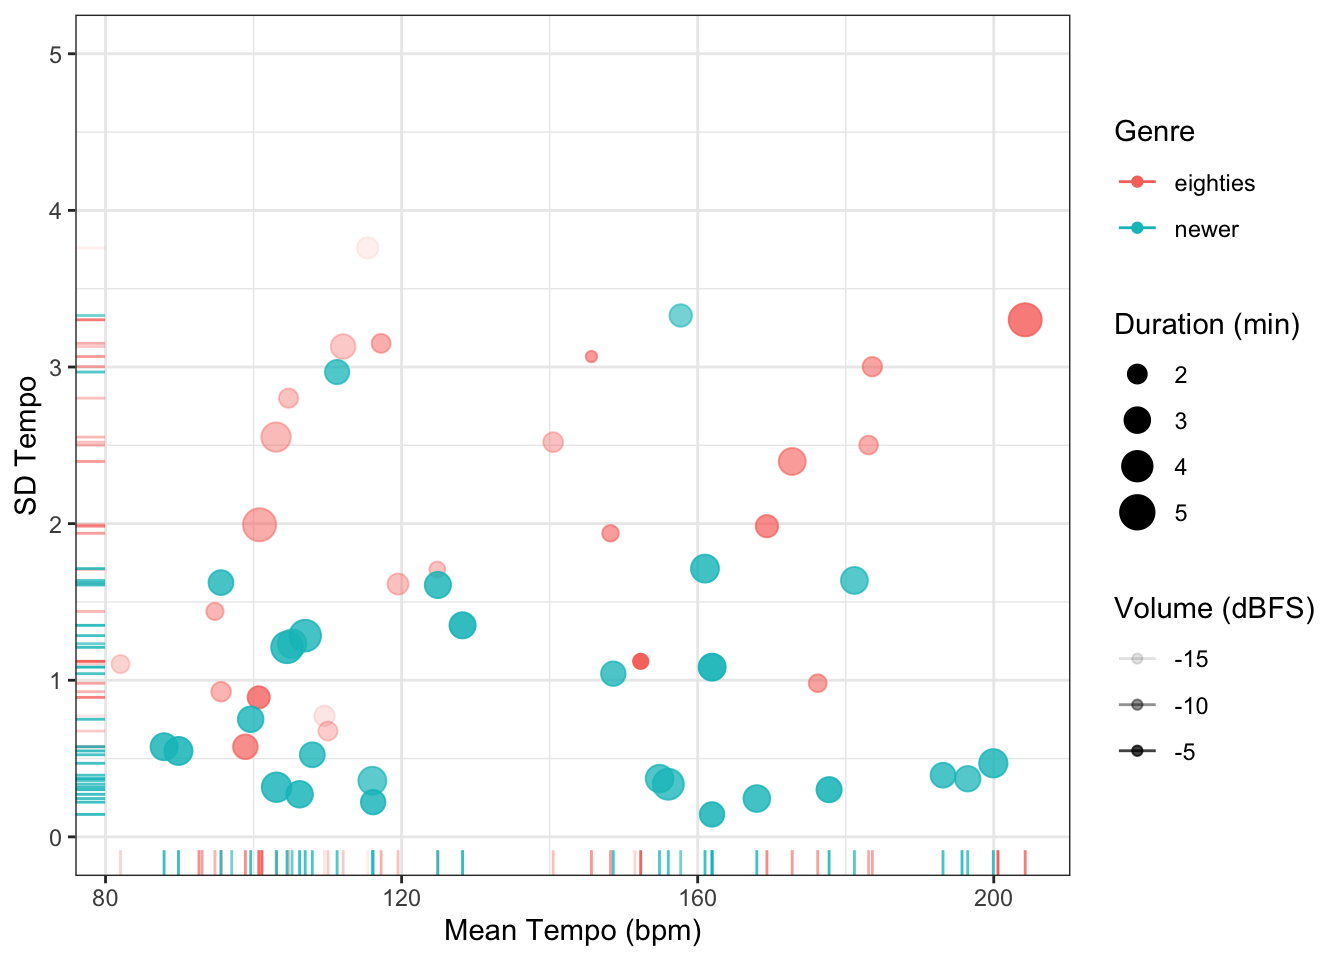 5
4
3
2
1
0
SD Tempo
80
120
160
200
Mean Tempo (bpm)
Genre
eighties
newer
Duration (min)
2
3
4
5
Volume (dBFS)
-15
-10
-5